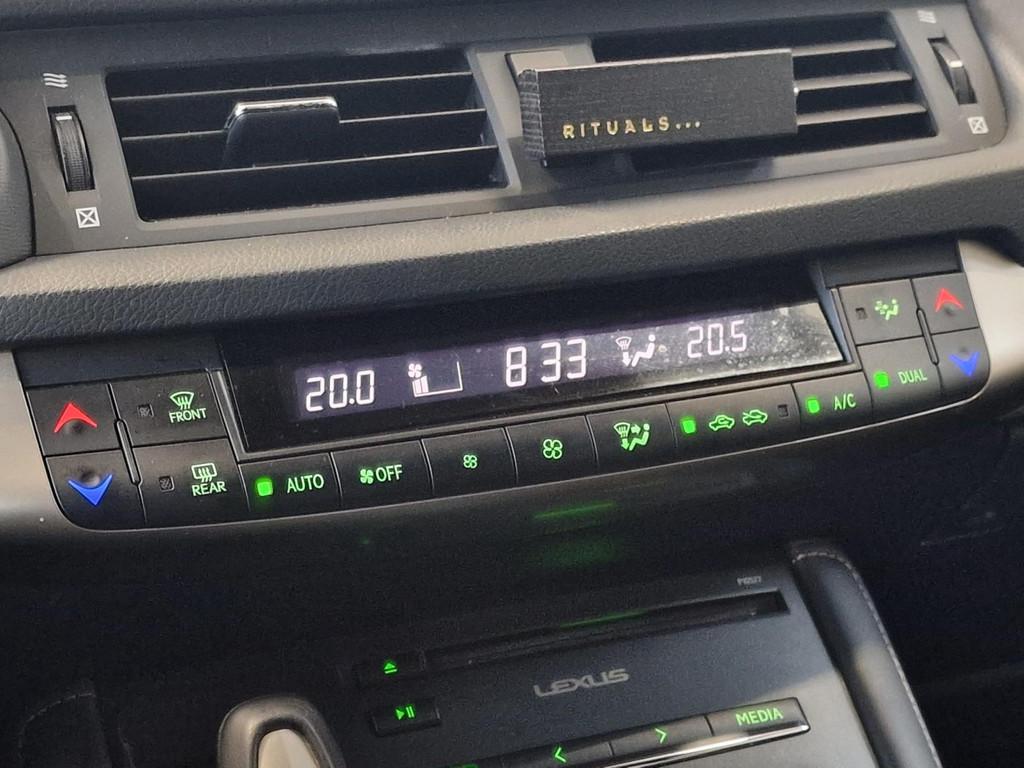 RITUALS...
20.0
8 33
20.5
FRONT
REAR
AUTO
OFF
A/C
DUAL
LEXUS
MEDIA